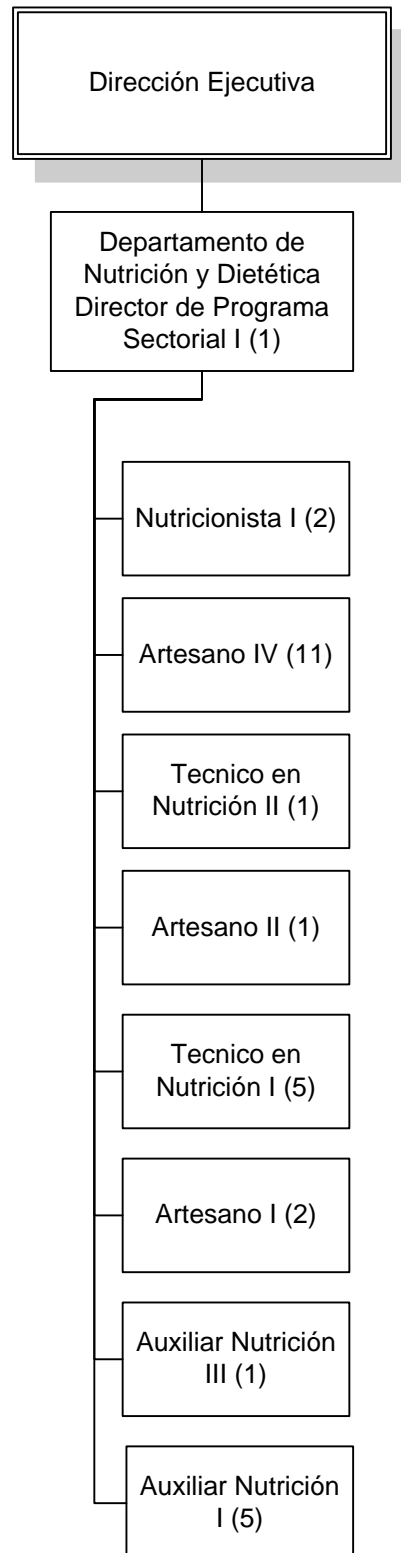 Dirección Ejecutiva
Departamento de
Nutrición y Dietética
Director de Programa
Sectorial I (1)
Nutricionista I (2)
Artesano IV (11)
Tecnico en
Nutrición II (1)
Artesano II (1)
Tecnico en
Nutrición I (5)
Artesano I (2)
Auxiliar Nutrición
III (1)
Auxiliar Nutrición
I (5)